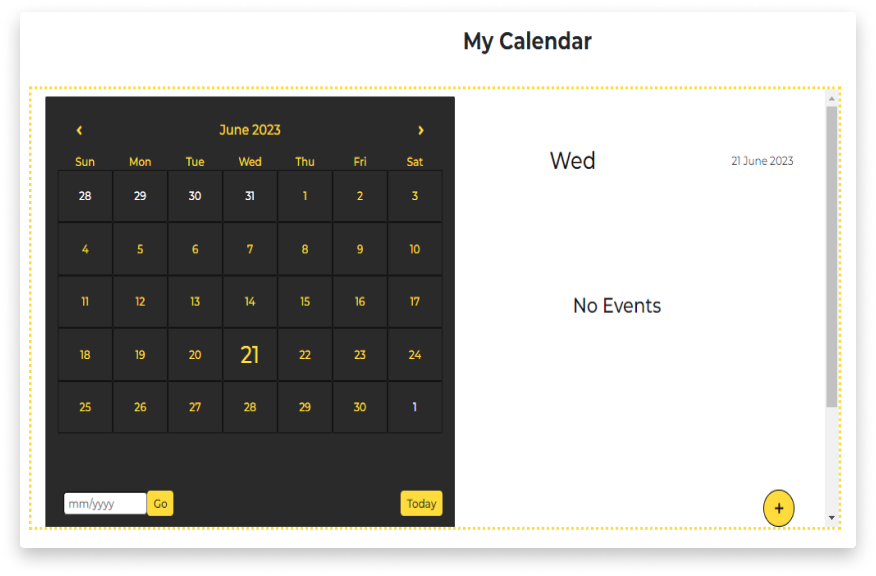 My Calendar
‹ June 2023 ›
Sun Mon Tue Wed Thu Fri Sat
28 29 30 31 1 2 3
4 5 6 7 8 9 10
11 12 13 14 15 16 17
18 19 20 21 22 23 24
25 26 27 28 29 30 1
mm/yyyy Go Today
Wed 21 June 2023
No Events
+